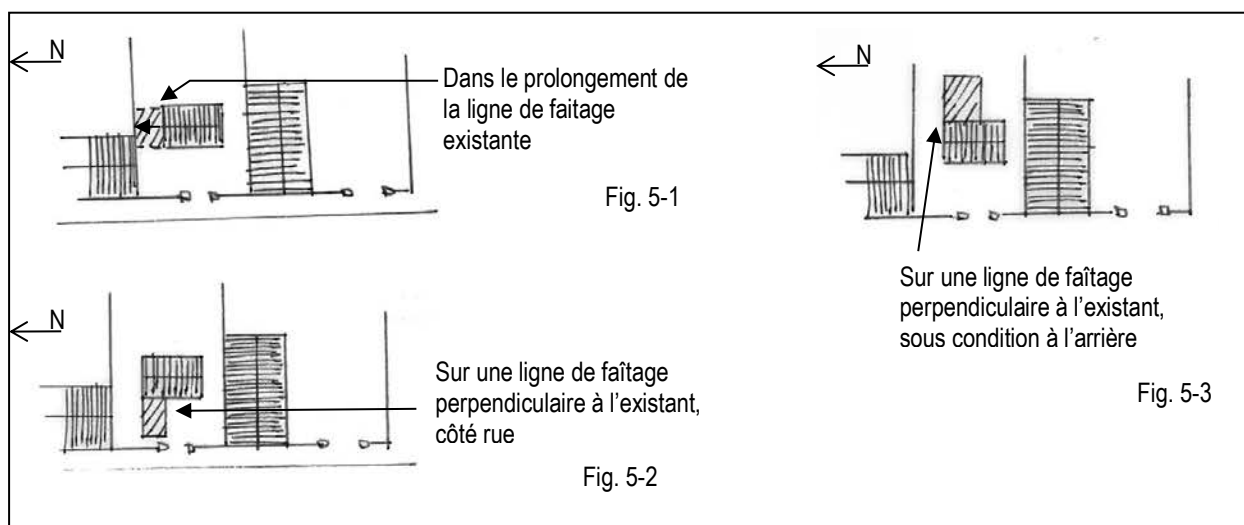 N
Dans le prolongement de
la ligne de faitage
existante
Fig. 5-1
N
Sur une ligne de faîtage
perpendiculaire à l’existant,
côté rue
Fig. 5-2
N
Sur une ligne de faîtage
perpendiculaire à l’existant,
sous condition à l’arrière
Fig. 5-3